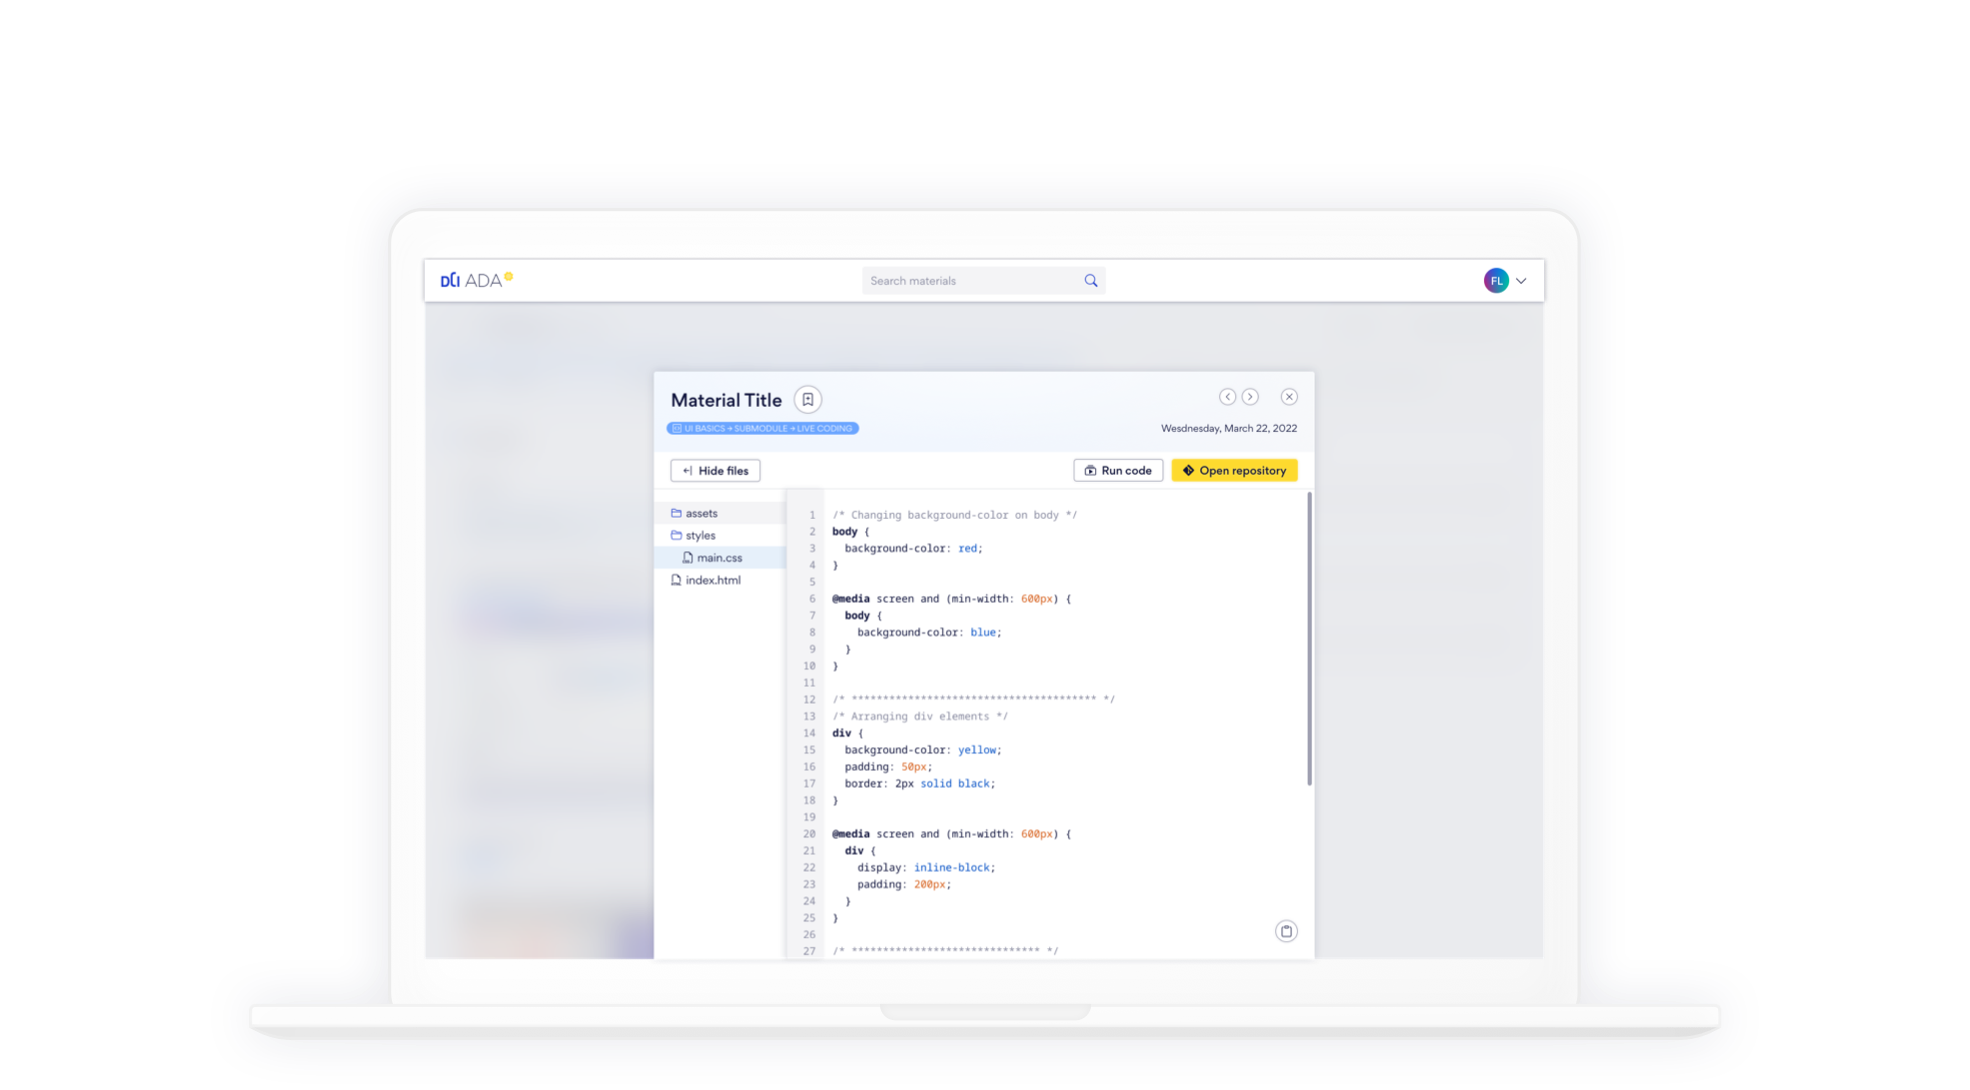 DCI ADA
Search materials
FL
Material Title
UI BASICS → SUBMODULE → LIVE CODING
Wesdnesday, March 22, 2022
Hide files
Run code
Open repository
assets
styles
main.css
index.html
1 /* Changing background-color on body */
2 body {
3   background-color: red;
4 }
5
6 @media screen and (min-width: 600px) {
7   body {
8     background-color: blue;
9   }
10 }
11
12 /* *************************************** */
13 /* Arranging div elements */
14 div {
15   background-color: yellow;
16   padding: 50px;
17   border: 2px solid black;
18 }
19
20 @media screen and (min-width: 600px) {
21   div {
22     display: inline-block;
23     padding: 200px;
24   }
25 }
26
27 /* ****************************** */